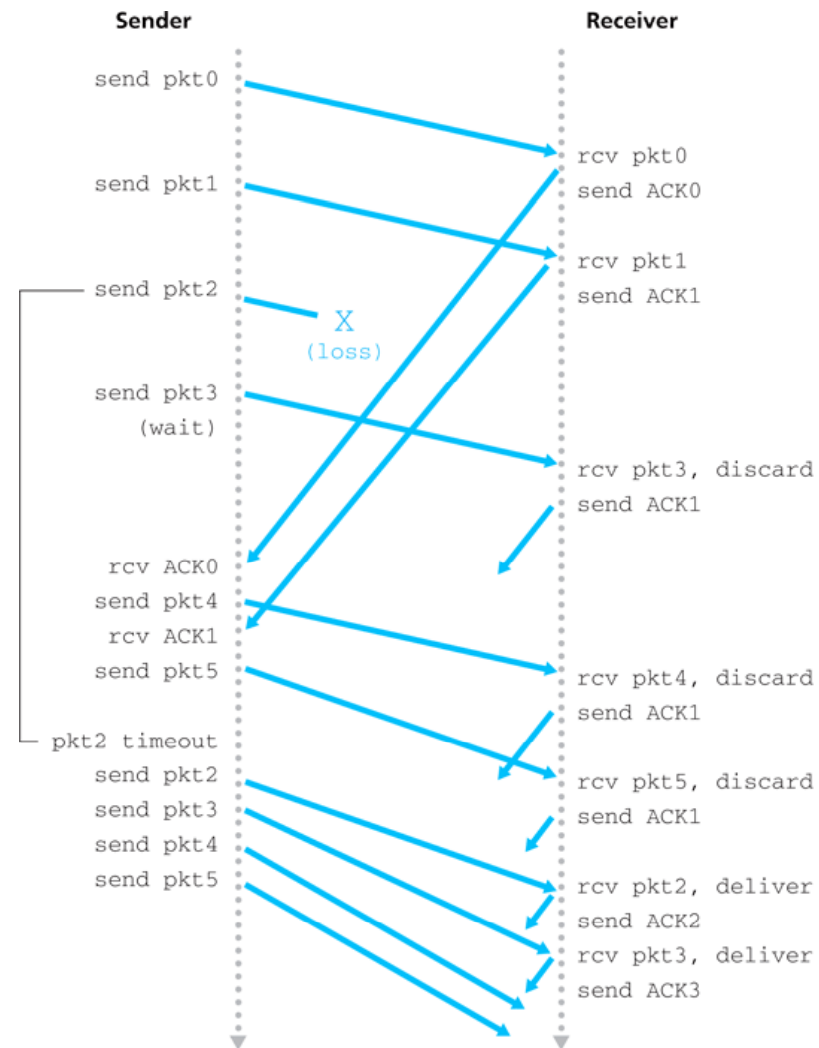 Sender
Receiver
send pkt0
rcv pkt0
send ACK0
send pkt1
rcv pkt1
send ACK1
send pkt2
X
(loss)
send pkt3
(wait)
rcv pkt3, discard
send ACK1
rcv ACK0
send pkt4
rcv ACK1
send pkt5
rcv pkt4, discard
send ACK1
pkt2 timeout
send pkt2
send pkt3
send pkt4
send pkt5
rcv pkt5, discard
send ACK1
rcv pkt2, deliver
send ACK2
rcv pkt3, deliver
send ACK3